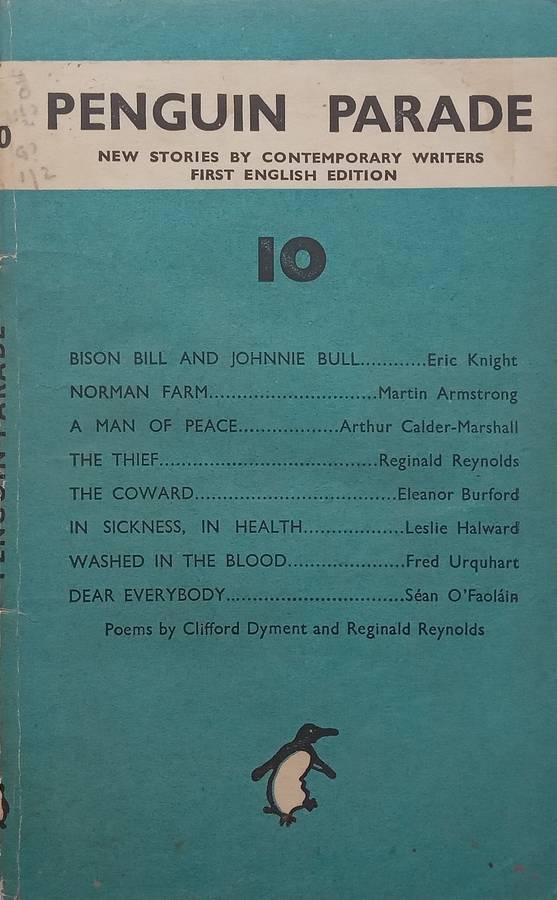 PENGUIN PARADE
NEW STORIES BY CONTEMPORARY WRITERS
FIRST ENGLISH EDITION
10
BISON BILL AND JOHNNIE BULL............Eric Knight
NORMAN FARM...............................Martin Armstrong
A MAN OF PEACE..................Arthur Calder-Marshall
THE THIEF.......................................Reginald Reynolds
THE COWARD....................................Eleanor Burford
IN SICKNESS, IN HEALTH..................Leslie Halward
WASHED IN THE BLOOD.....................Fred Urquhart
DEAR EVERYBODY................................Séan O'Faoláin
Poems by Clifford Dyment and Reginald Reynolds